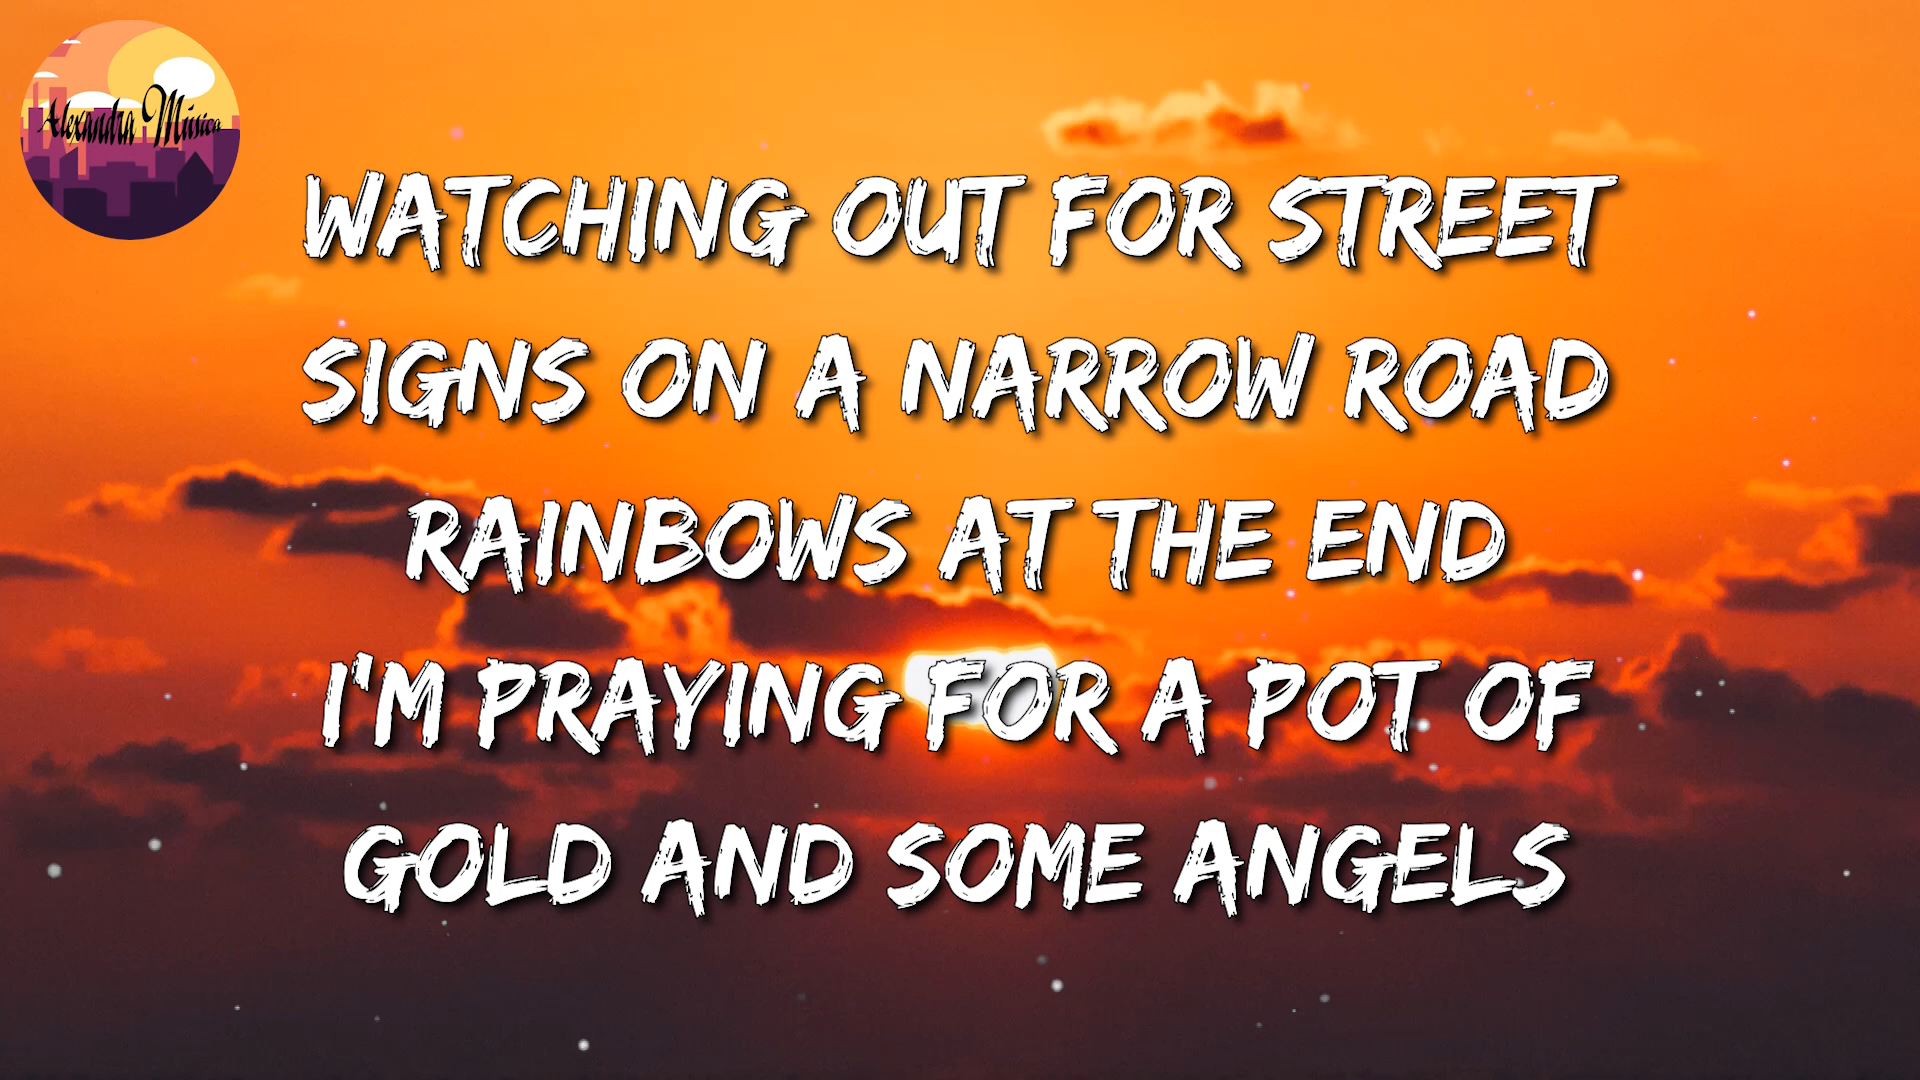 Alexandra Música
WATCHING OUT FOR STREET
SIGNS ON A NARROW ROAD
RAINBOWS AT THE END
I'M PRAYING FOR A POT OF
GOLD AND SOME ANGELS